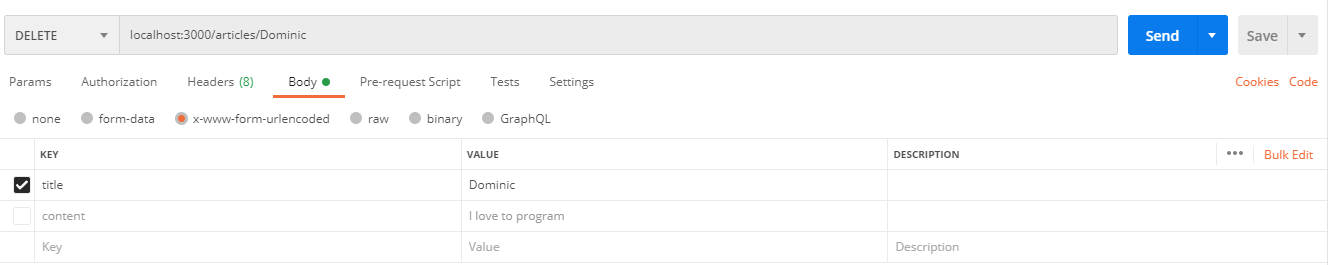 DELETE localhost:3000/articles/Dominic Send Save
Params Authorization Headers (8) Body Pre-request Script Tests Settings Cookies Code
none form-data x-www-form-urlencoded raw binary GraphQL
KEY VALUE DESCRIPTION ••• Bulk Edit
title Dominic
content I love to program
Key Value Description